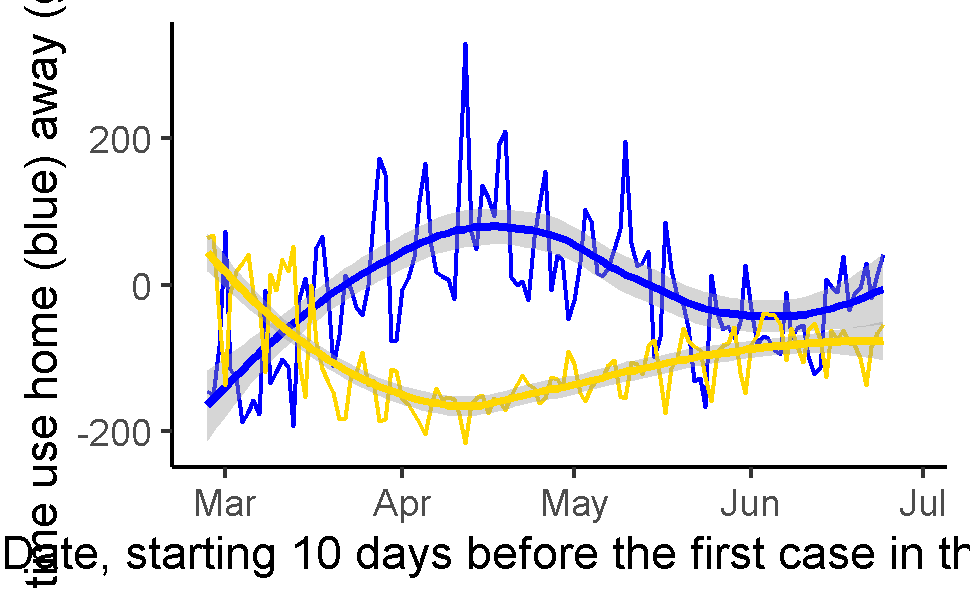 time use home (blue) away (
200
0
-200
Mar Apr May Jun Jul
Date, starting 10 days before the first case in th